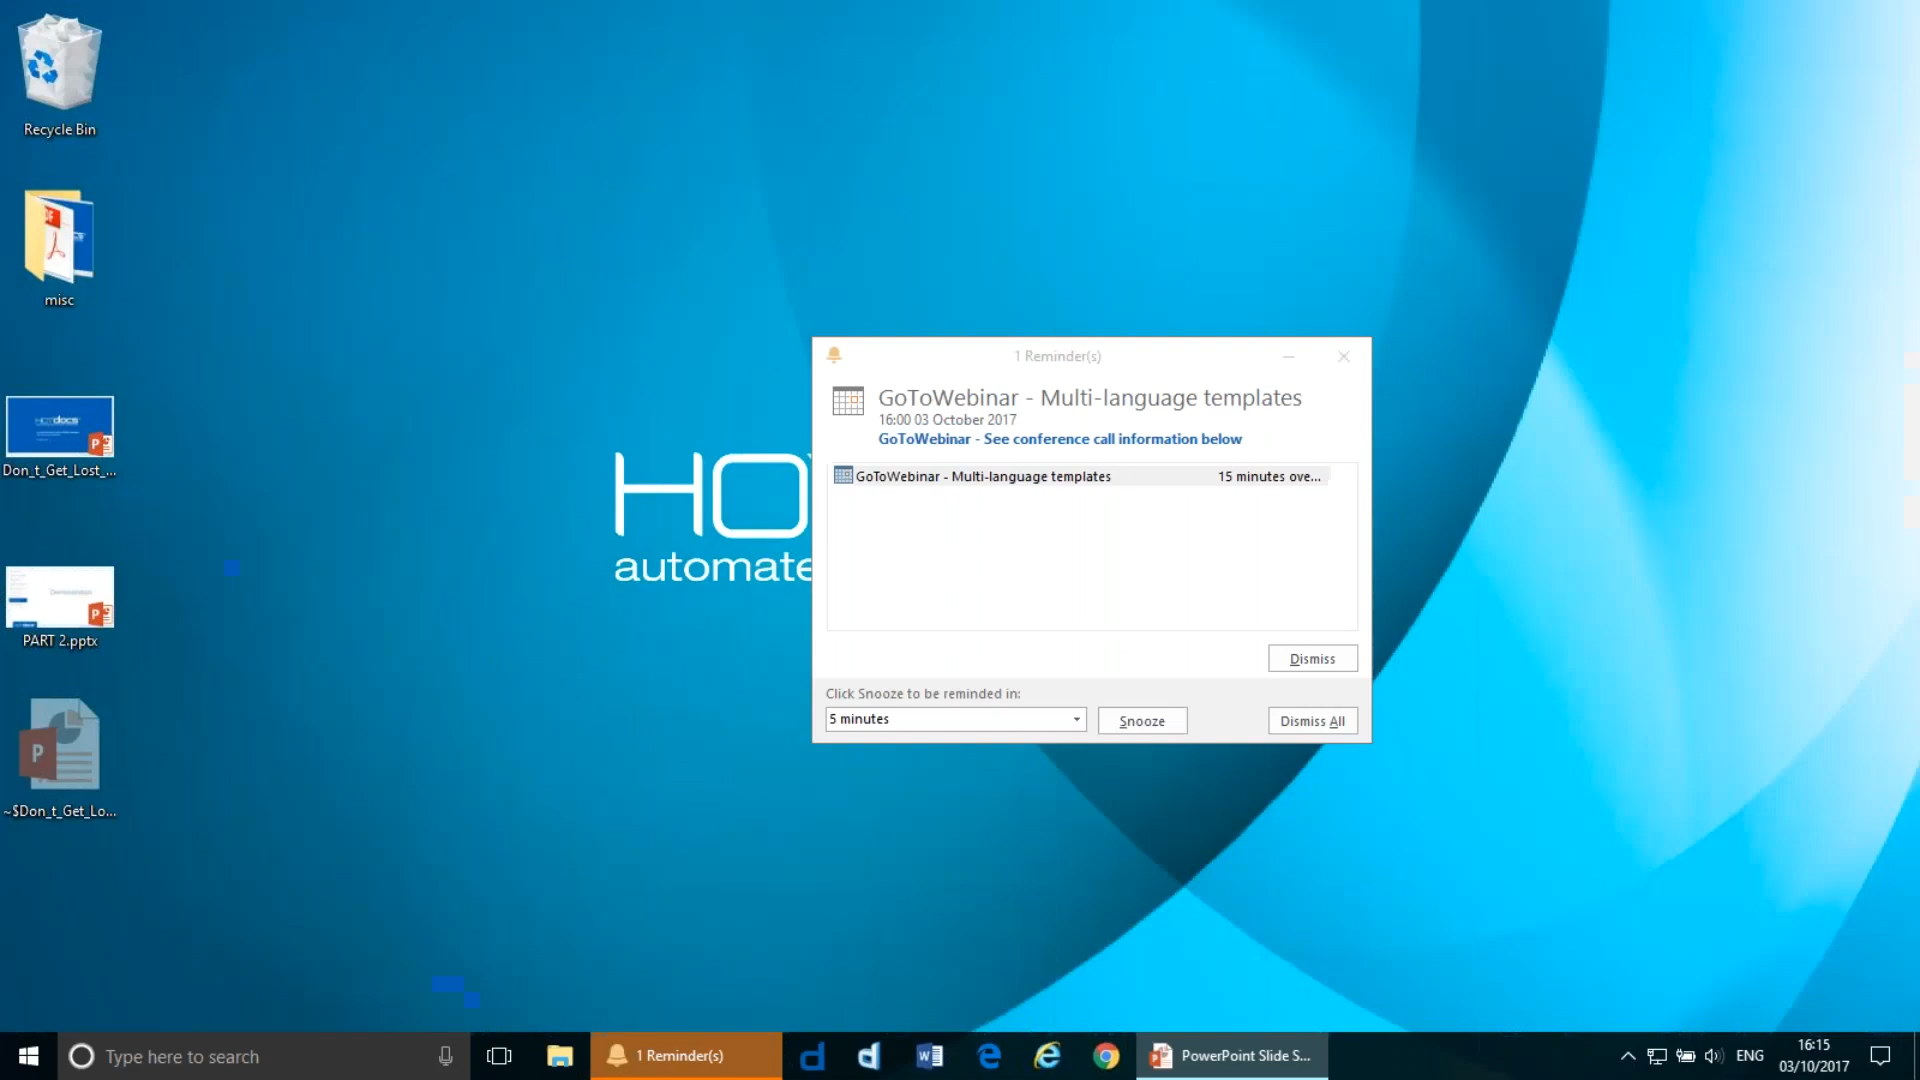 Recycle Bin
misc
HOTdocs
Don_t_Get_Lost_...
Demonstration
PART 2.pptx
~$Don_t_Get_Lo...
HO
automate
1 Reminder(s)
GoToWebinar - Multi-language templates
16:00 03 October 2017
GoToWebinar - See conference call information below
GoToWebinar - Multi-language templates 15 minutes ove...
Dismiss
Click Snooze to be reminded in:
5 minutes
Snooze
Dismiss All
Type here to search
1 Reminder(s)
PowerPoint Slide S...
ENG
16:15
03/10/2017